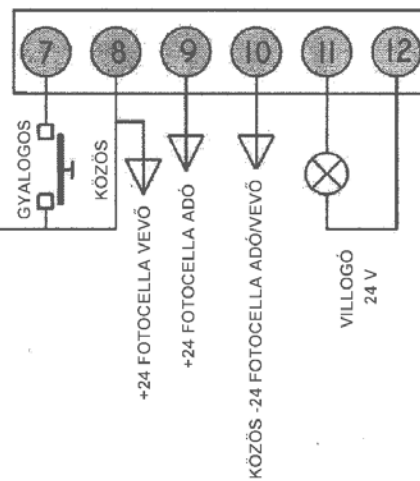 7 8 9 10 11 12
GYALOGOS
KÖZÖS
+24 FOTOCELLA VEVŐ
+24 FOTOCELLA ADÓ
KÖZÖS -24 FOTOCELLA ADÓ/VEVŐ
VILLOGÓ
24 V